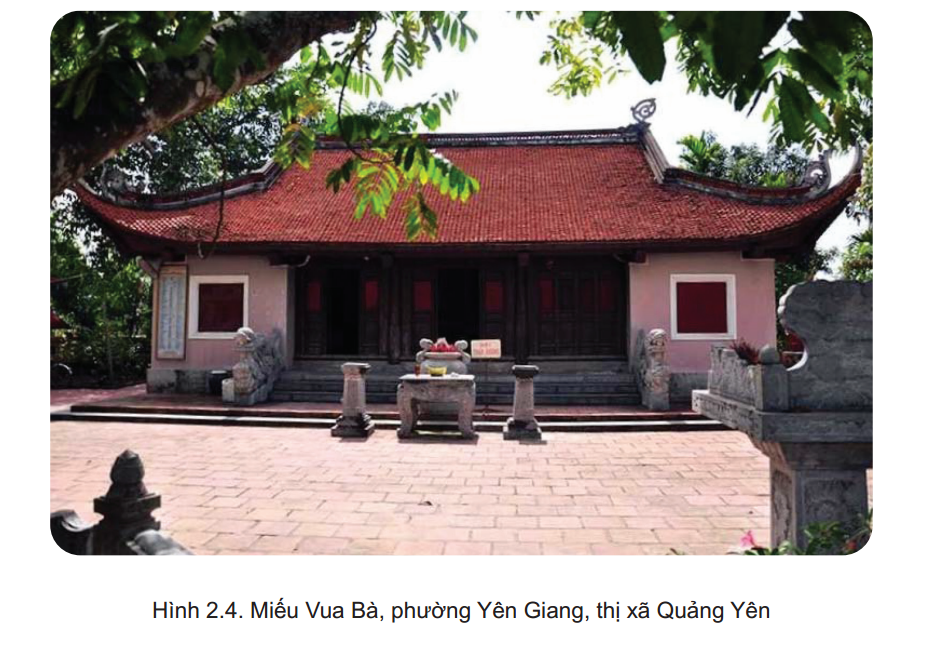 Hình 2.4. Miếu Vua Bà, phường Yên Giang, thị xã Quảng Yên